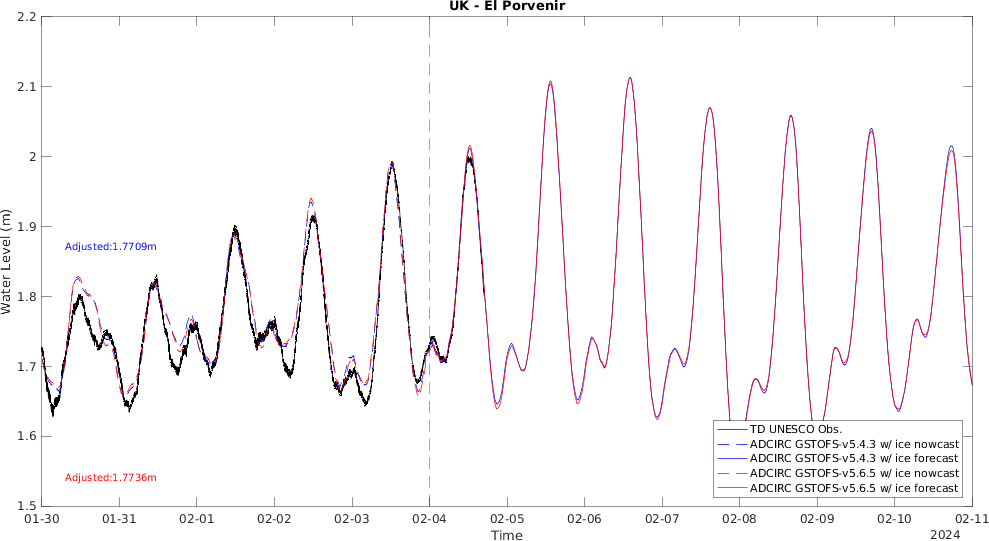 UK - El Porvenir
2.2
2.1
2
1.9
1.8
1.7
1.6
1.5
Water Level (m)
Adjusted:1.7709m
Adjusted:1.7736m
TD UNESCO Obs.
ADCIRC GSTOFS-v5.4.3 w/ ice nowcast
ADCIRC GSTOFS-v5.4.3 w/ ice forecast
ADCIRC GSTOFS-v5.6.5 w/ ice nowcast
ADCIRC GSTOFS-v5.6.5 w/ ice forecast
01-30 01-31 02-01 02-02 02-03 02-04 02-05 02-06 02-07 02-08 02-09 02-10 02-11
Time
2024